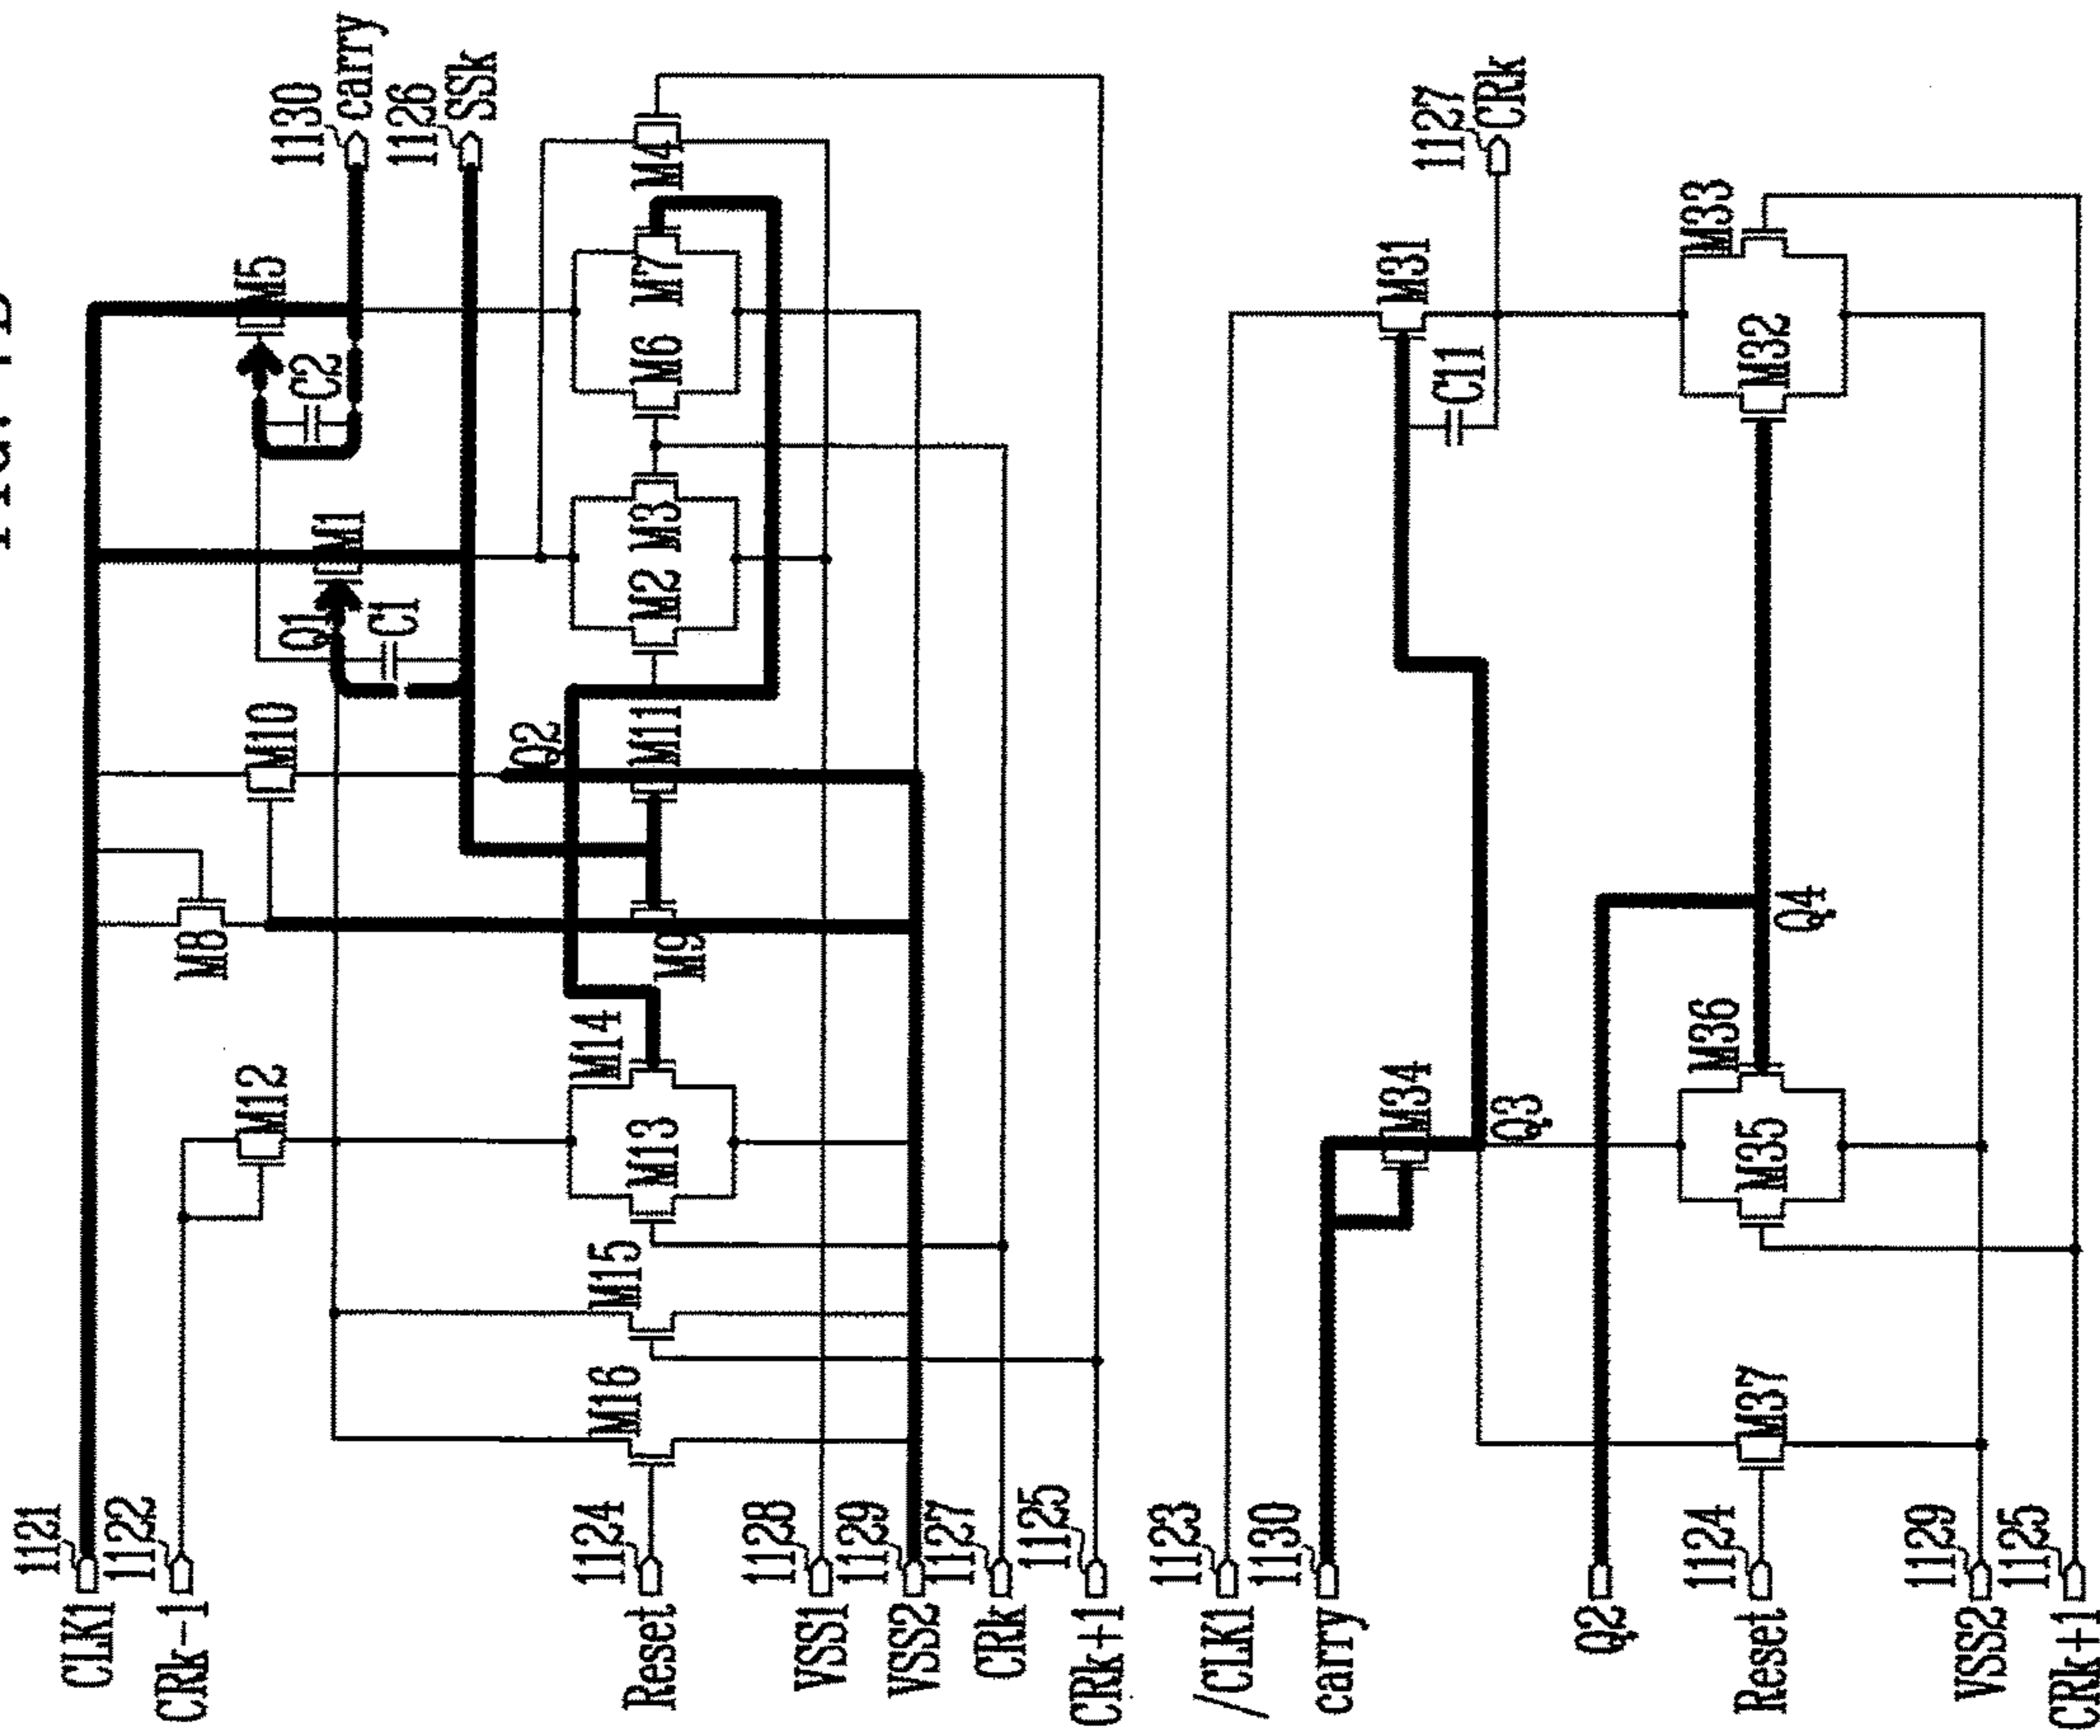 1130
carry
1126
SSk
M5
C2
M1
Q1
C1
M10
M4
M7
M6
M3
M2
Q2
M11
M8
M9
M12
M14
M13
M15
M16
1121
CLK1
1122
CRk-1
1124
Reset
1128
VSS1
1129
VSS2
1127
CRk
1125
CRk+1
1127
CRk
M31
C11
M33
M32
M34
Q3
Q4
M36
M35
M37
1123
/CLK1
1130
carry
Q2
1124
Reset
1129
VSS2
1125
CRk+1